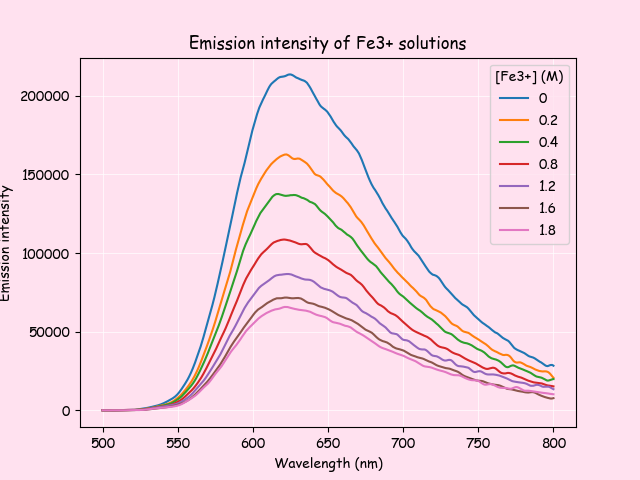 Emission intensity of Fe3+ solutions
[Fe3+] (M)
0
0.2
0.4
0.8
1.2
1.6
1.8
Emission intensity
200000
150000
100000
50000
0
500 550 600 650 700 750 800
Wavelength (nm)